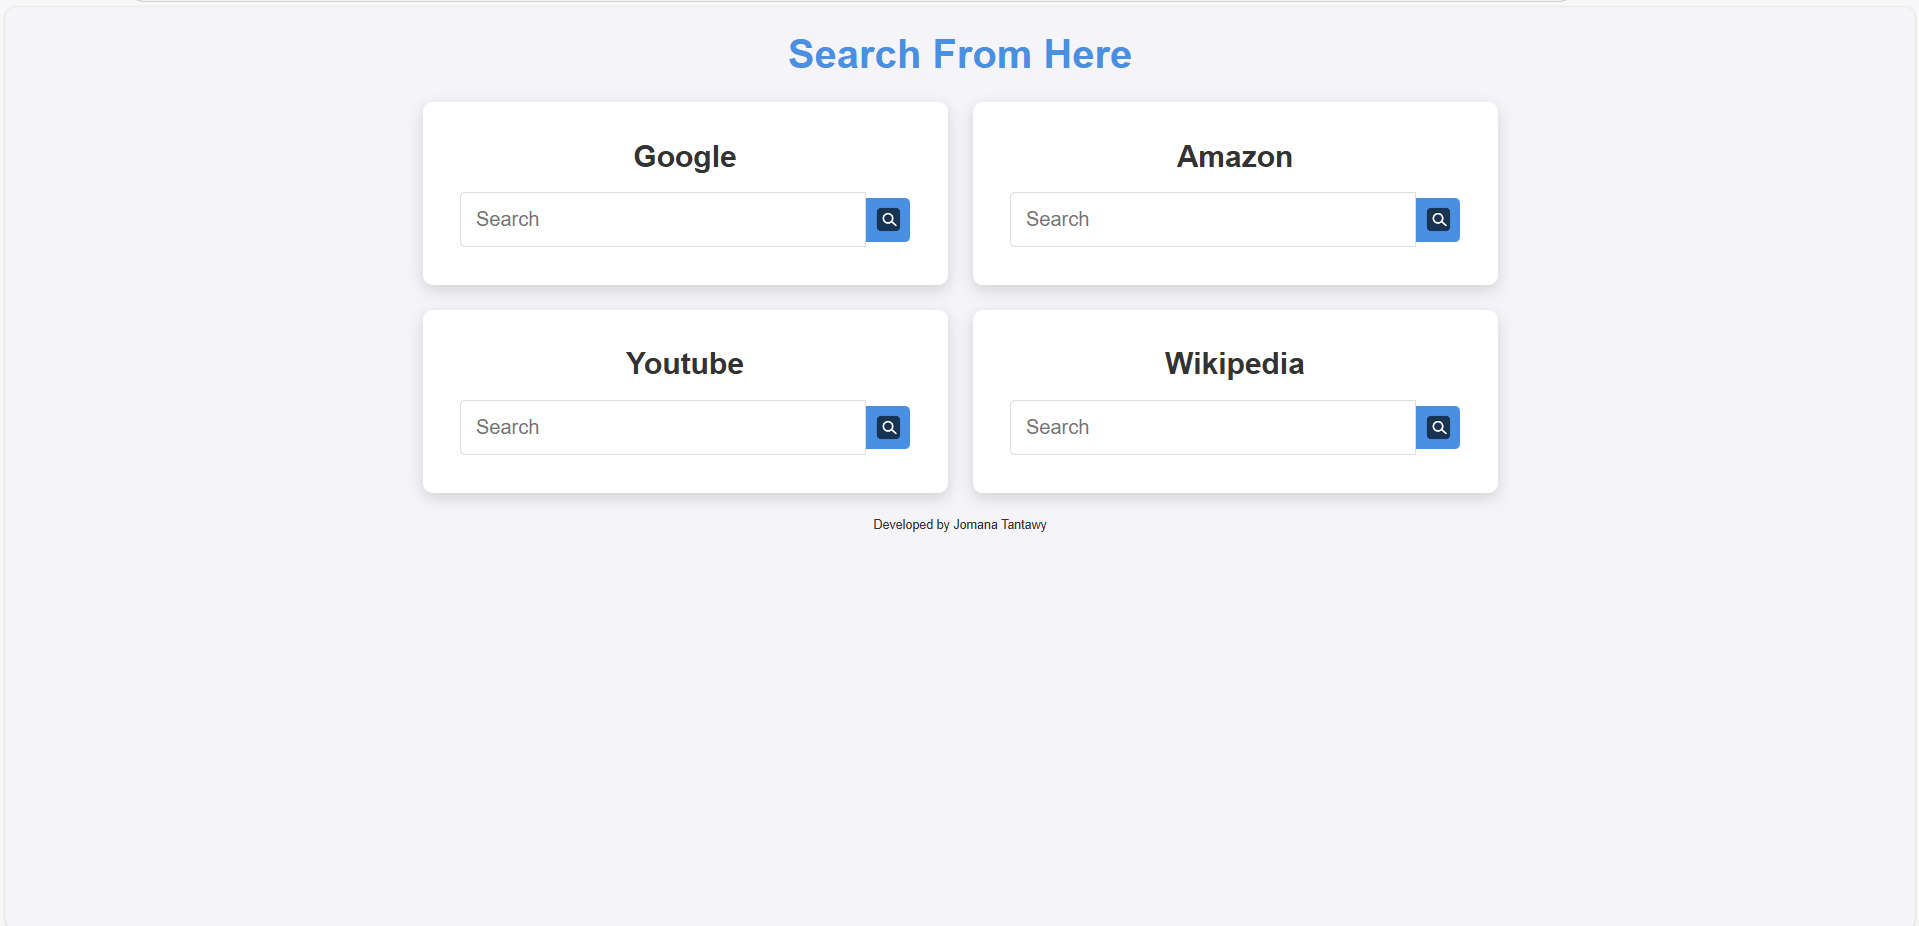 Search From Here
Google
Amazon
Search
Search
Youtube
Wikipedia
Search
Search
Developed by Jomana Tantawy